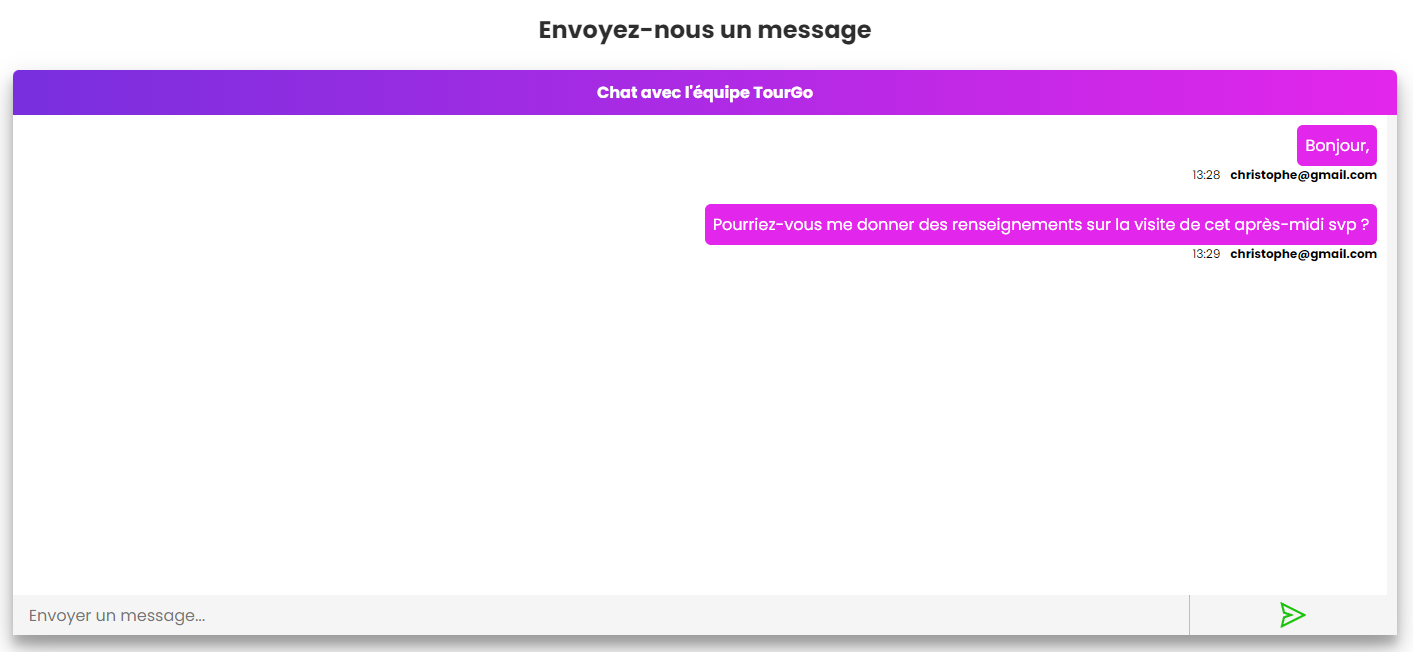 Envoyez-nous un message
Chat avec l'équipe TourGo
Bonjour,
13:28 christophe@gmail.com
Pourriez-vous me donner des renseignements sur la visite de cet après-midi svp ?
13:29 christophe@gmail.com
Envoyer un message...